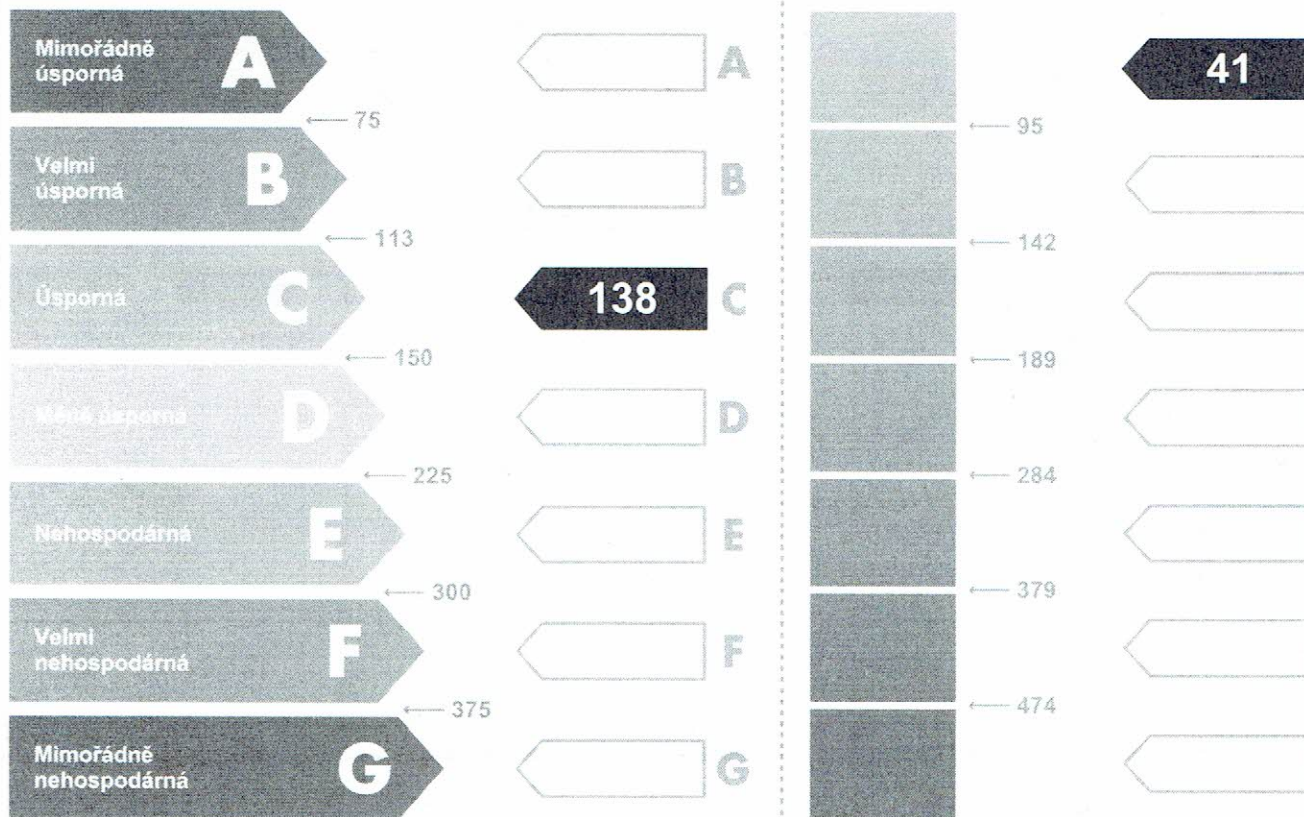 Mimořádně
úsporná
A
A
41
← 75
← 95
Velmi
úsporná
B
B
← 113
← 142
Úsporná
C
138
C
← 150
← 189
Méně úsporná
D
D
← 225
← 284
Nehospodárná
E
E
← 300
← 379
Velmi
nehospodárná
F
F
← 375
← 474
Mimořádně
nehospodárná
G
G